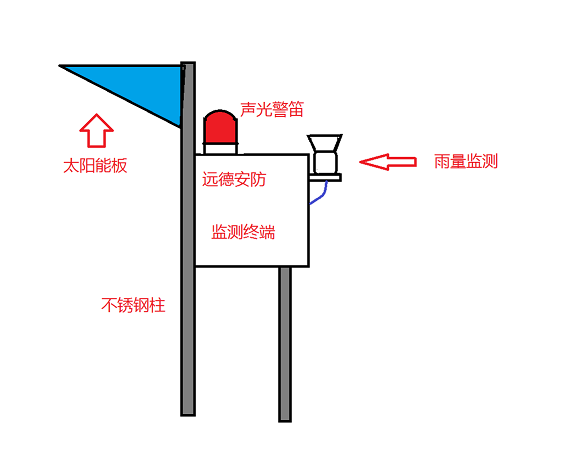 声光警笛
太阳能板
雨量监测
远德安防
监测终端
不锈钢柱